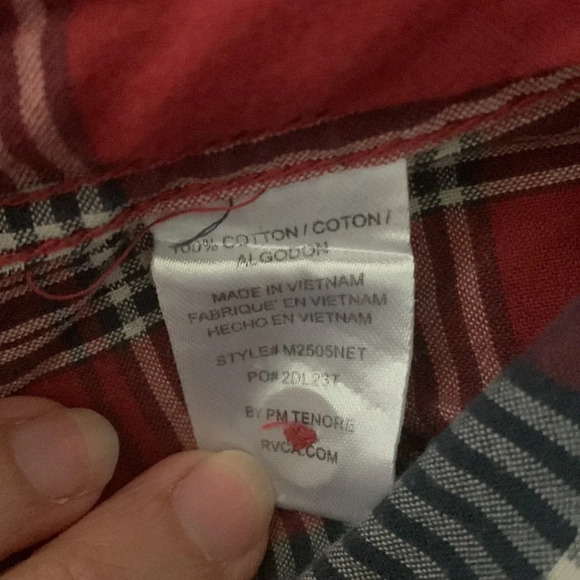 100% COTTON / COTON /
ALGODON
MADE IN VIETNAM
FABRIQUE' EN VIETNAM
HECHO EN VIETNAM
STYLE# M2505NET
PO# 2DL23T
BY PM TENORE
RVCA.COM